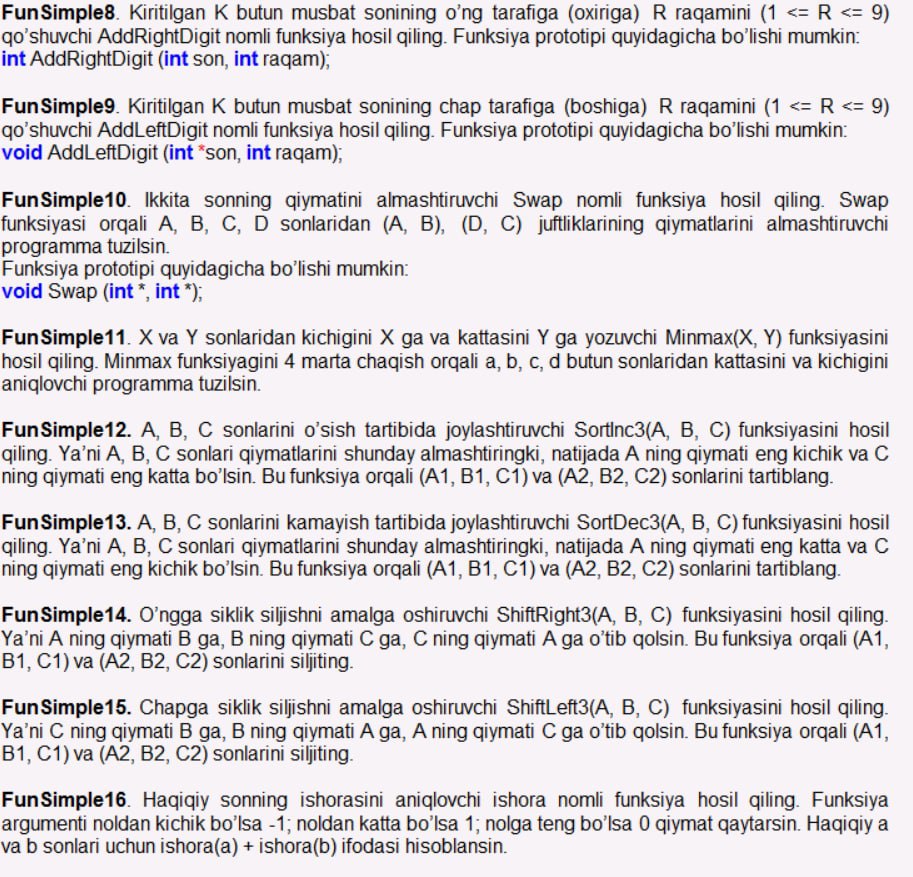 FunSimple8. Kiritilgan K butun musbat sonining o’ng tarafiga (oxiriga) R raqamini (1 <= R <= 9)
qo’shuvchi AddRightDigit nomli funksiya hosil qiling. Funksiya prototipi quyidagicha bo’lishi mumkin:
int AddRightDigit (int son, int raqam);
FunSimple9. Kiritilgan K butun musbat sonining chap tarafiga (boshiga) R raqamini (1 <= R <= 9)
qo’shuvchi AddLeftDigit nomli funksiya hosil qiling. Funksiya prototipi quyidagicha bo’lishi mumkin:
void AddLeftDigit (int *son, int raqam);
FunSimple10. Ikkita sonning qiymatini almashtiruvchi Swap nomli funksiya hosil qiling. Swap
funksiyasi orqali A, B, C, D sonlaridan (A, B), (D, C) juftliklarining qiymatlarini almashtiruvchi
programma tuzilsin.
Funksiya prototipi quyidagicha bo’lishi mumkin:
void Swap (int *, int *);
FunSimple11. X va Y sonlaridan kichigini X ga va kattasini Y ga yozuvchi Minmax(X, Y) funksiyasini
hosil qiling. Minmax funksiyagini 4 marta chaqish orqali a, b, c, d butun sonlaridan kattasini va kichigini
aniqlovchi programma tuzilsin.
FunSimple12. A, B, C sonlarini o’sish tartibida joylashtiruvchi SortInc3(A, B, C) funksiyasini hosil
qiling. Ya’ni A, B, C sonlari qiymatlarini shunday almashtiringki, natijada A ning qiymati eng kichik va C
ning qiymati eng katta bo’lsin. Bu funksiya orqali (A1, B1, C1) va (A2, B2, C2) sonlarini tartiblang.
FunSimple13. A, B, C sonlarini kamayish tartibida joylashtiruvchi SortDec3(A, B, C) funksiyasini hosil
qiling. Ya’ni A, B, C sonlari qiymatlarini shunday almashtiringki, natijada A ning qiymati eng katta va C
ning qiymati eng kichik bo’lsin. Bu funksiya orqali (A1, B1, C1) va (A2, B2, C2) sonlarini tartiblang.
FunSimple14. O’ngga siklik siljishni amalga oshiruvchi ShiftRight3(A, B, C) funksiyasini hosil qiling.
Ya’ni A ning qiymati B ga, B ning qiymati C ga, C ning qiymati A ga o’tib qolsin. Bu funksiya orqali (A1,
B1, C1) va (A2, B2, C2) sonlarini siljiting.
FunSimple15. Chapga siklik siljishni amalga oshiruvchi ShiftLeft3(A, B, C) funksiyasini hosil qiling.
Ya’ni C ning qiymati B ga, B ning qiymati A ga, A ning qiymati C ga o’tib qolsin. Bu funksiya orqali (A1,
B1, C1) va (A2, B2, C2) sonlarini siljiting.
FunSimple16. Haqiqiy sonning ishorasini aniqlovchi ishora nomli funksiya hosil qiling. Funksiya
argumenti noldan kichik bo’lsa -1; noldan katta bo’lsa 1; nolga teng bo’lsa 0 qiymat qaytarsin. Haqiqiy a
va b sonlari uchun ishora(a) + ishora(b) ifodasi hisoblansin.